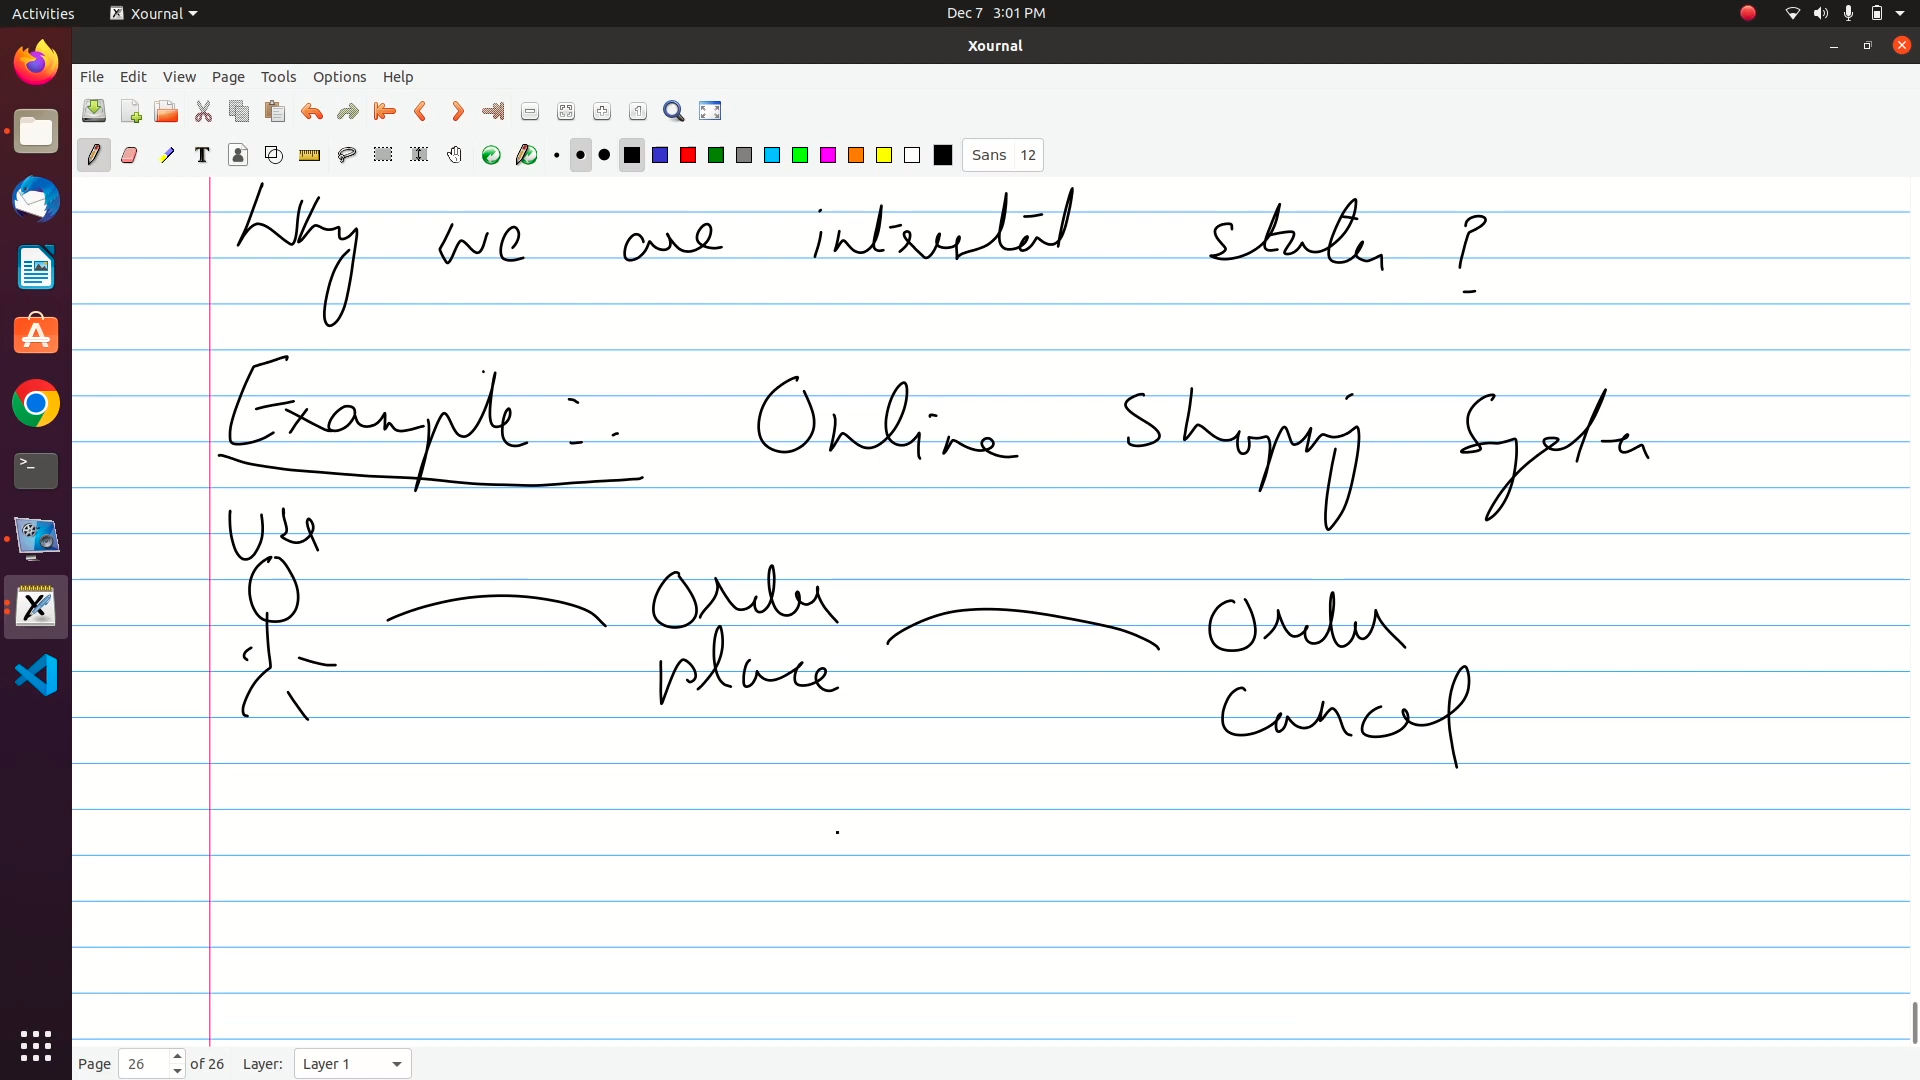 Activities Xournal Dec 7 3:01 PM
Xournal
File Edit View Page Tools Options Help
T Sans 12
Why we are interested states ?
Example :- Online Shopping System
User
Order Order
place Cancel
Page 26 of 26 Layer: Layer 1